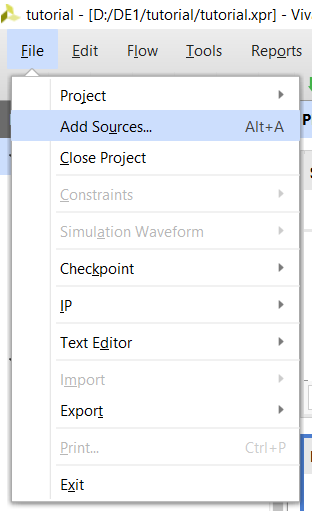 tutorial - [D:/DE1/tutorial/tutorial.xpr] - Viv
File Edit Flow Tools Reports
Project
Add Sources... Alt+A
Close Project
Constraints
Simulation Waveform
Checkpoint
IP
Text Editor
Import
Export
Print... Ctrl+P
Exit